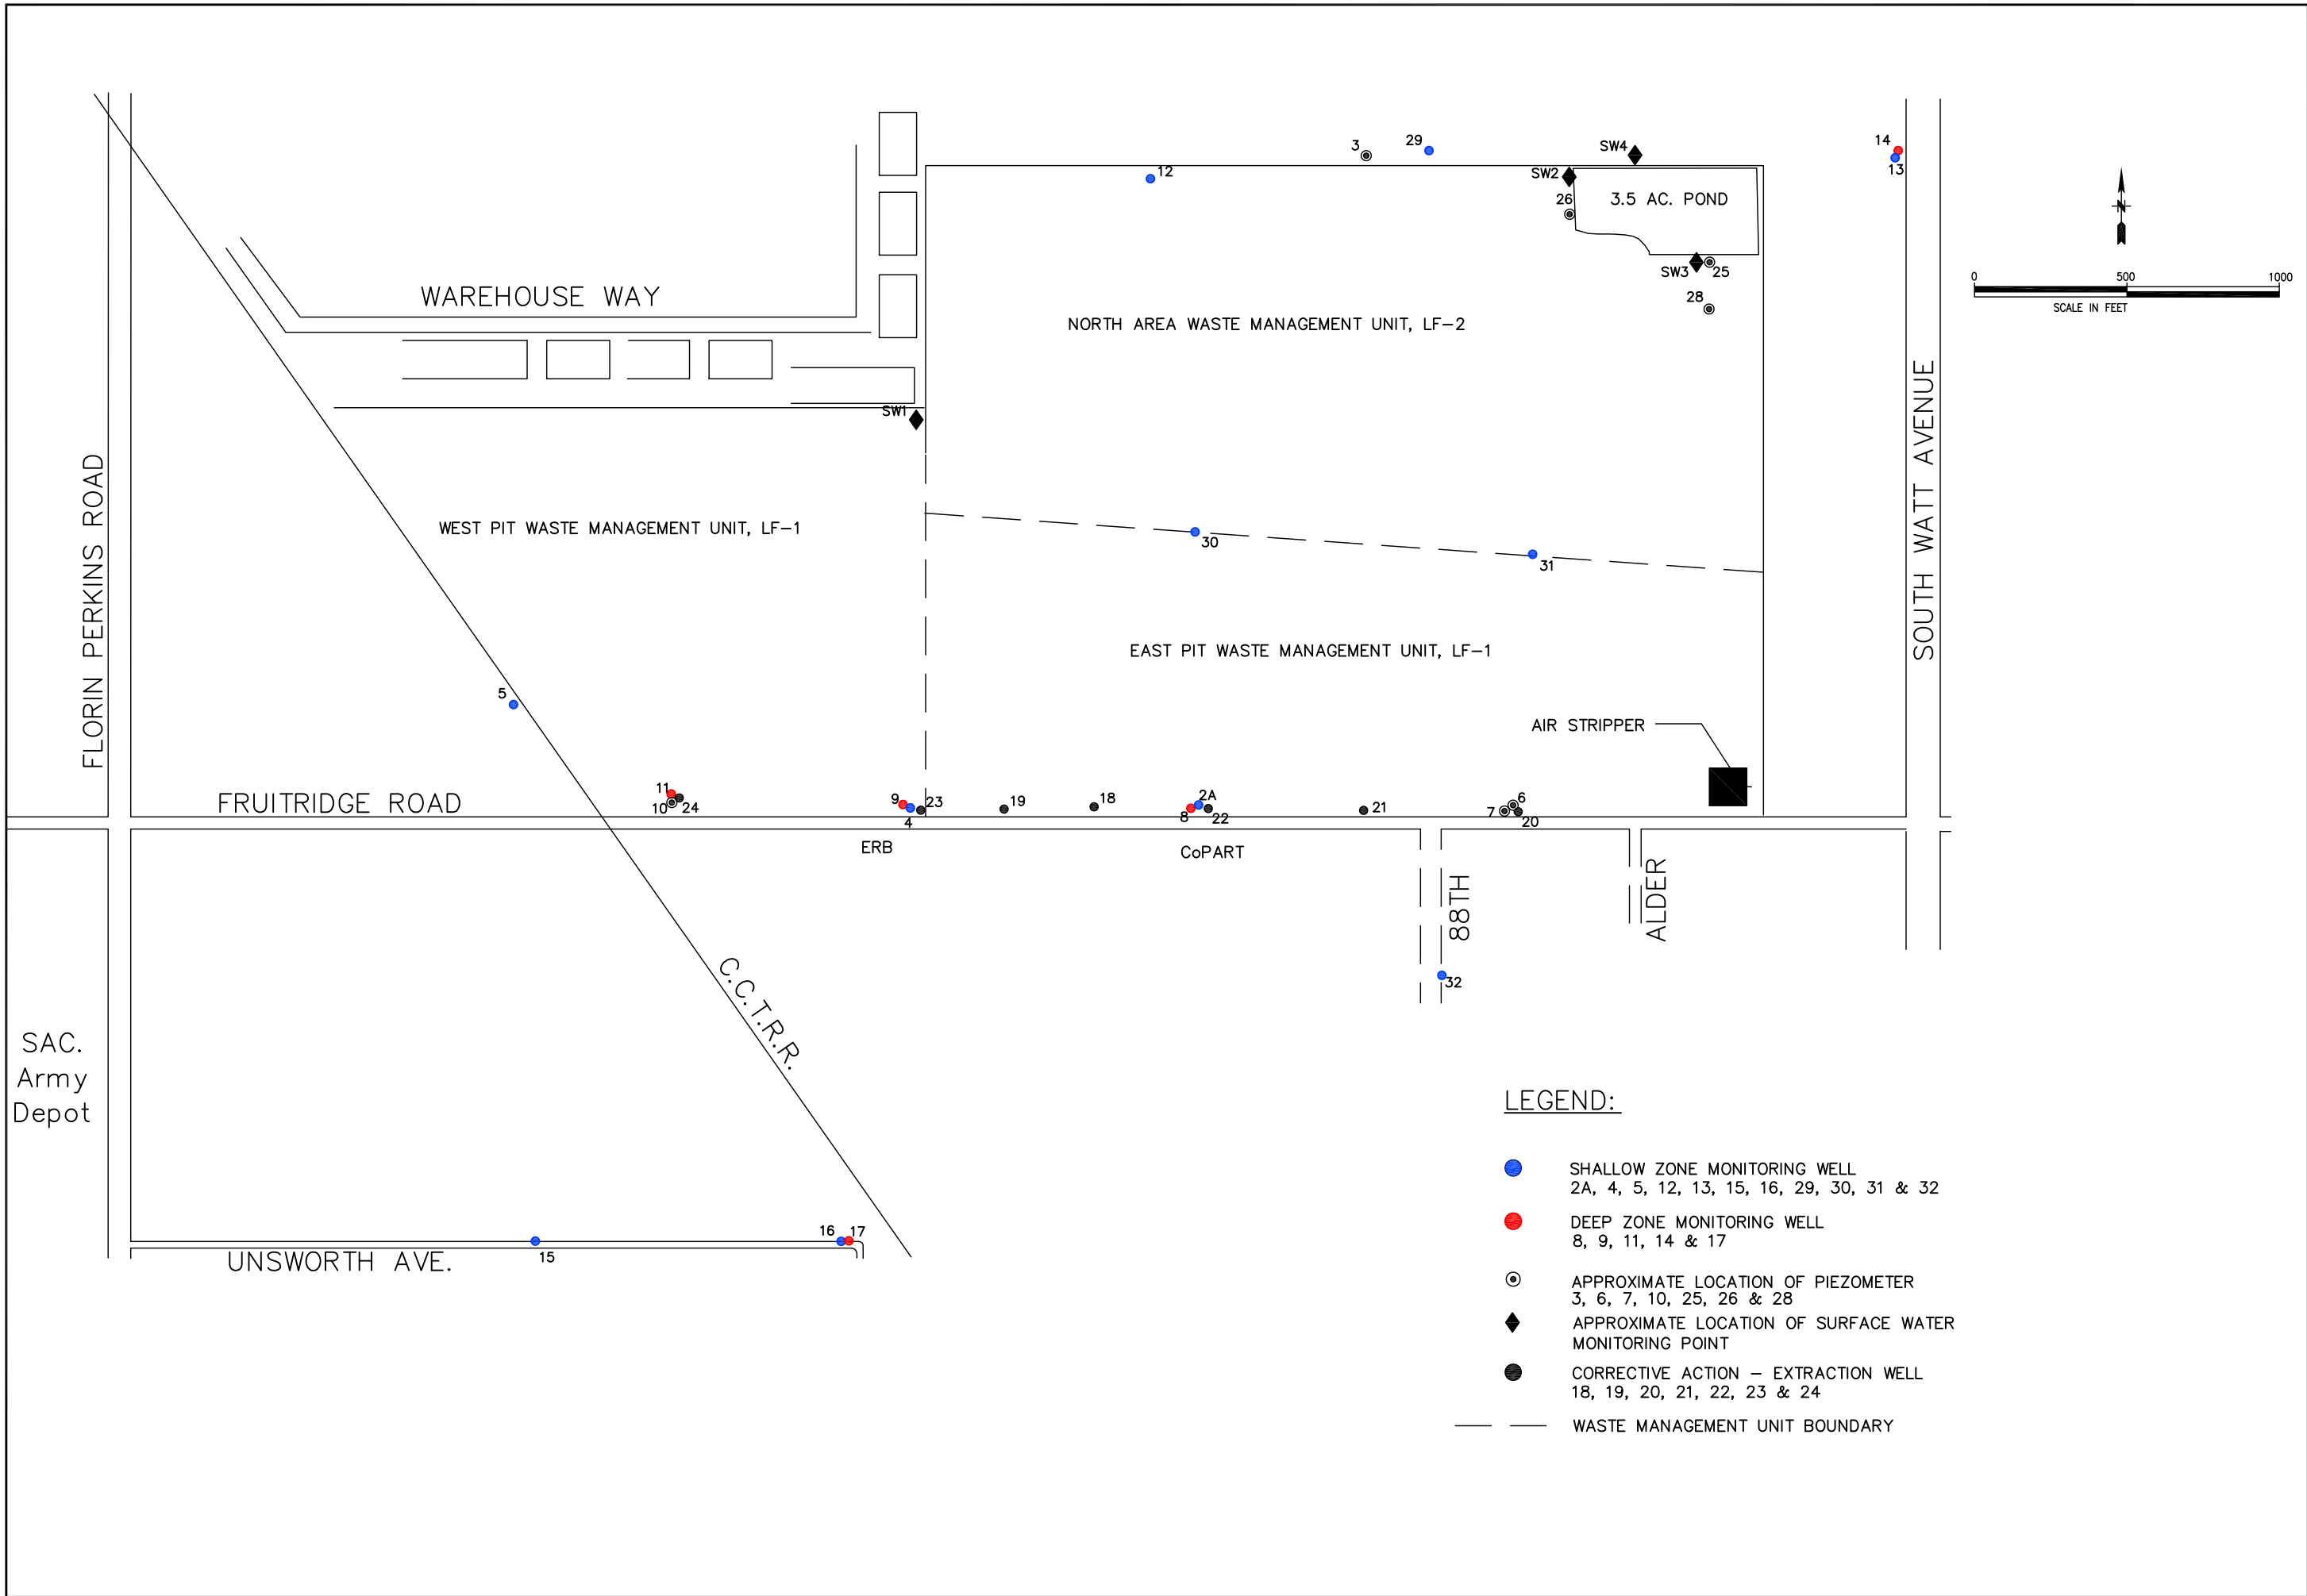 3
29
SW4
14
13
12
SW2
26
3.5 AC. POND
N
SW3
25
28
0
500
1000
SCALE IN FEET
WAREHOUSE WAY
NORTH AREA WASTE MANAGEMENT UNIT, LF-2
SW1
FLORIN PERKINS ROAD
SOUTH WATT AVENUE
WEST PIT WASTE MANAGEMENT UNIT, LF-1
30
31
EAST PIT WASTE MANAGEMENT UNIT, LF-1
5
AIR STRIPPER
FRUITRIDGE ROAD
11
10
24
9
4
23
19
18
2A
8
22
21
6
7
20
ERB
CoPART
88TH
ALDER
32
C.C.T.R.R.
SAC.
Army
Depot
16
17
15
UNSWORTH AVE.
LEGEND:
SHALLOW ZONE MONITORING WELL
2A, 4, 5, 12, 13, 15, 16, 29, 30, 31 & 32
DEEP ZONE MONITORING WELL
8, 9, 11, 14 & 17
APPROXIMATE LOCATION OF PIEZOMETER
3, 6, 7, 10, 25, 26 & 28
APPROXIMATE LOCATION OF SURFACE WATER
MONITORING POINT
CORRECTIVE ACTION – EXTRACTION WELL
18, 19, 20, 21, 22, 23 & 24
WASTE MANAGEMENT UNIT BOUNDARY